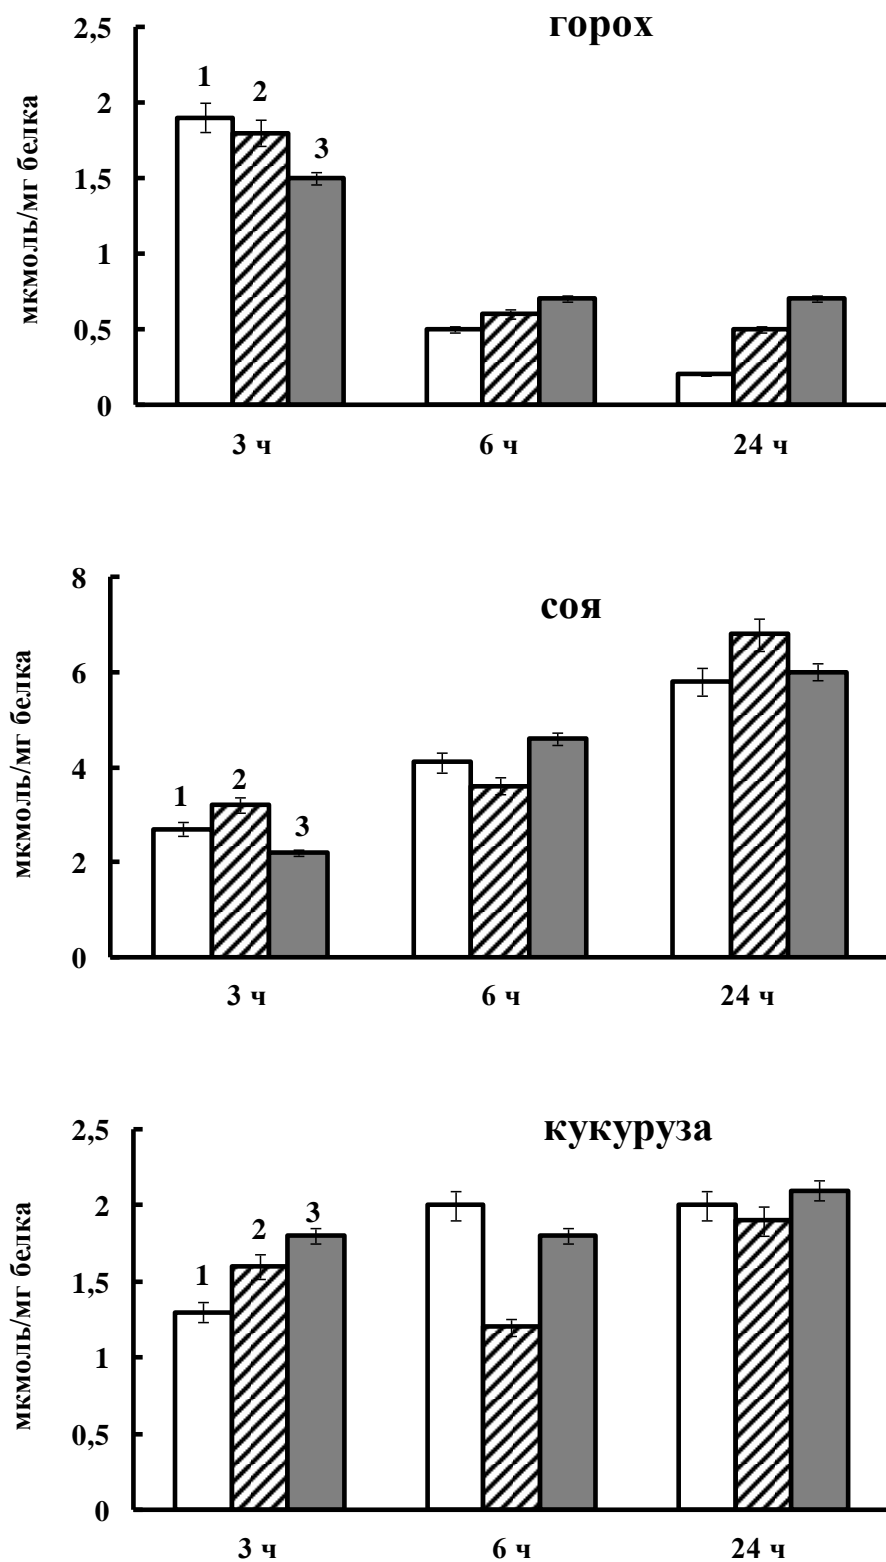 горох
мкмоль/мг белка
2,5
2
1,5
1
0,5
0
1
2
3
3 ч
6 ч
24 ч
соя
мкмоль/мг белка
8
6
4
2
0
1
2
3
3 ч
6 ч
24 ч
кукуруза
мкмоль/мг белка
2,5
2
1,5
1
0,5
0
1
2
3
3 ч
6 ч
24 ч